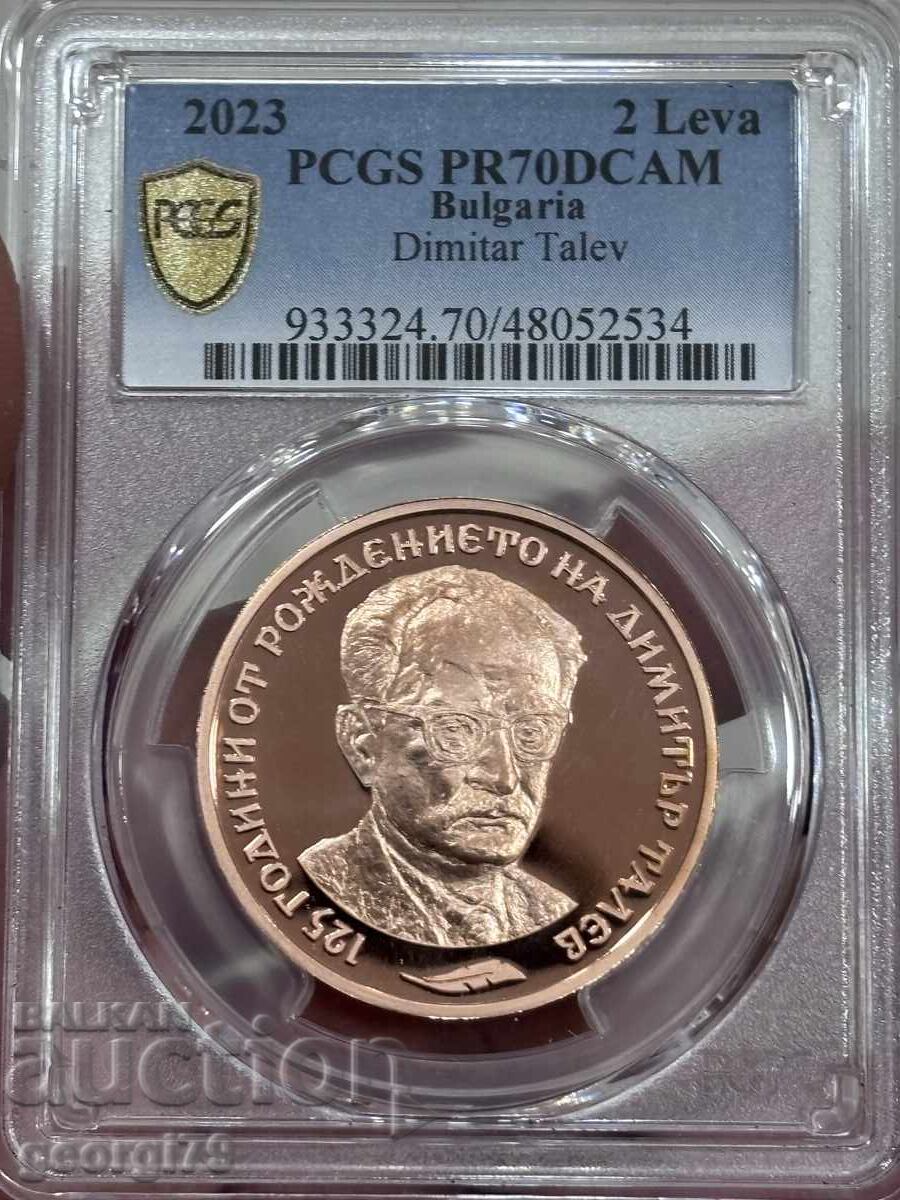 2023 2 Leva
PCGS PR70DCAM
Bulgaria
Dimitar Talev
PCGS
933324.70/48052534
125 ГОДИНИ ОТ РОЖДЕНИЕТО НА ДИМИТЪР ТАЛЕВ
BALKAN
auction
georgi79